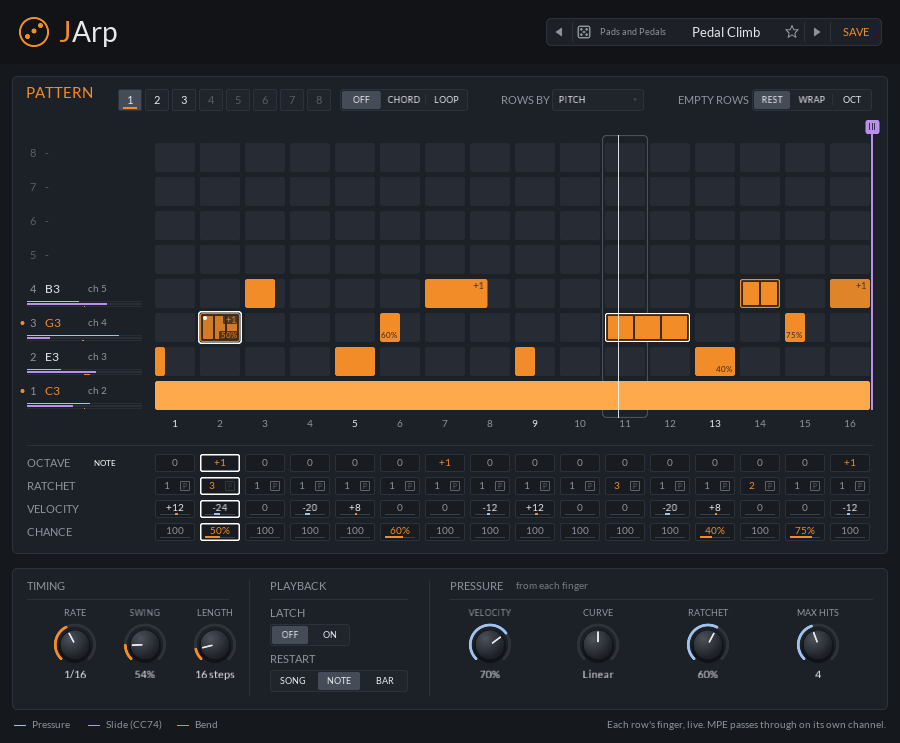 JArp
Pads and Pedals Pedal Climb SAVE
PATTERN 1 2 3 4 5 6 7 8 OFF CHORD LOOP ROWS BY PITCH EMPTY ROWS REST WRAP OCT
8 -
7 -
6 -
5 -
4 B3 ch 5 +1 +1
3 G3 ch 4 +1 50% 60% 75%
2 E3 ch 3 40%
1 C3 ch 2
1 2 3 4 5 6 7 8 9 10 11 12 13 14 15 16
OCTAVE NOTE 0 +1 0 0 0 0 +1 0 0 0 0 0 0 0 0 +1
RATCHET 1 P 3 P 1 P 1 P 1 P 1 P 1 P 1 P 1 P 1 P 3 P 1 P 1 P 2 P 1 P 1 P
VELOCITY +12 -24 0 -20 +8 0 0 -12 +12 0 0 -20 +8 0 0 -12
CHANCE 100 50% 100 100 100 60% 100 100 100 100 100 100 40% 100 75% 100
TIMING PLAYBACK PRESSURE from each finger
RATE SWING LENGTH LATCH VELOCITY CURVE RATCHET MAX HITS
OFF ON
RESTART
1/16 54% 16 steps SONG NOTE BAR 70% Linear 60% 4
Pressure Slide (CC74) Bend Each row's finger, live. MPE passes through on its own channel.